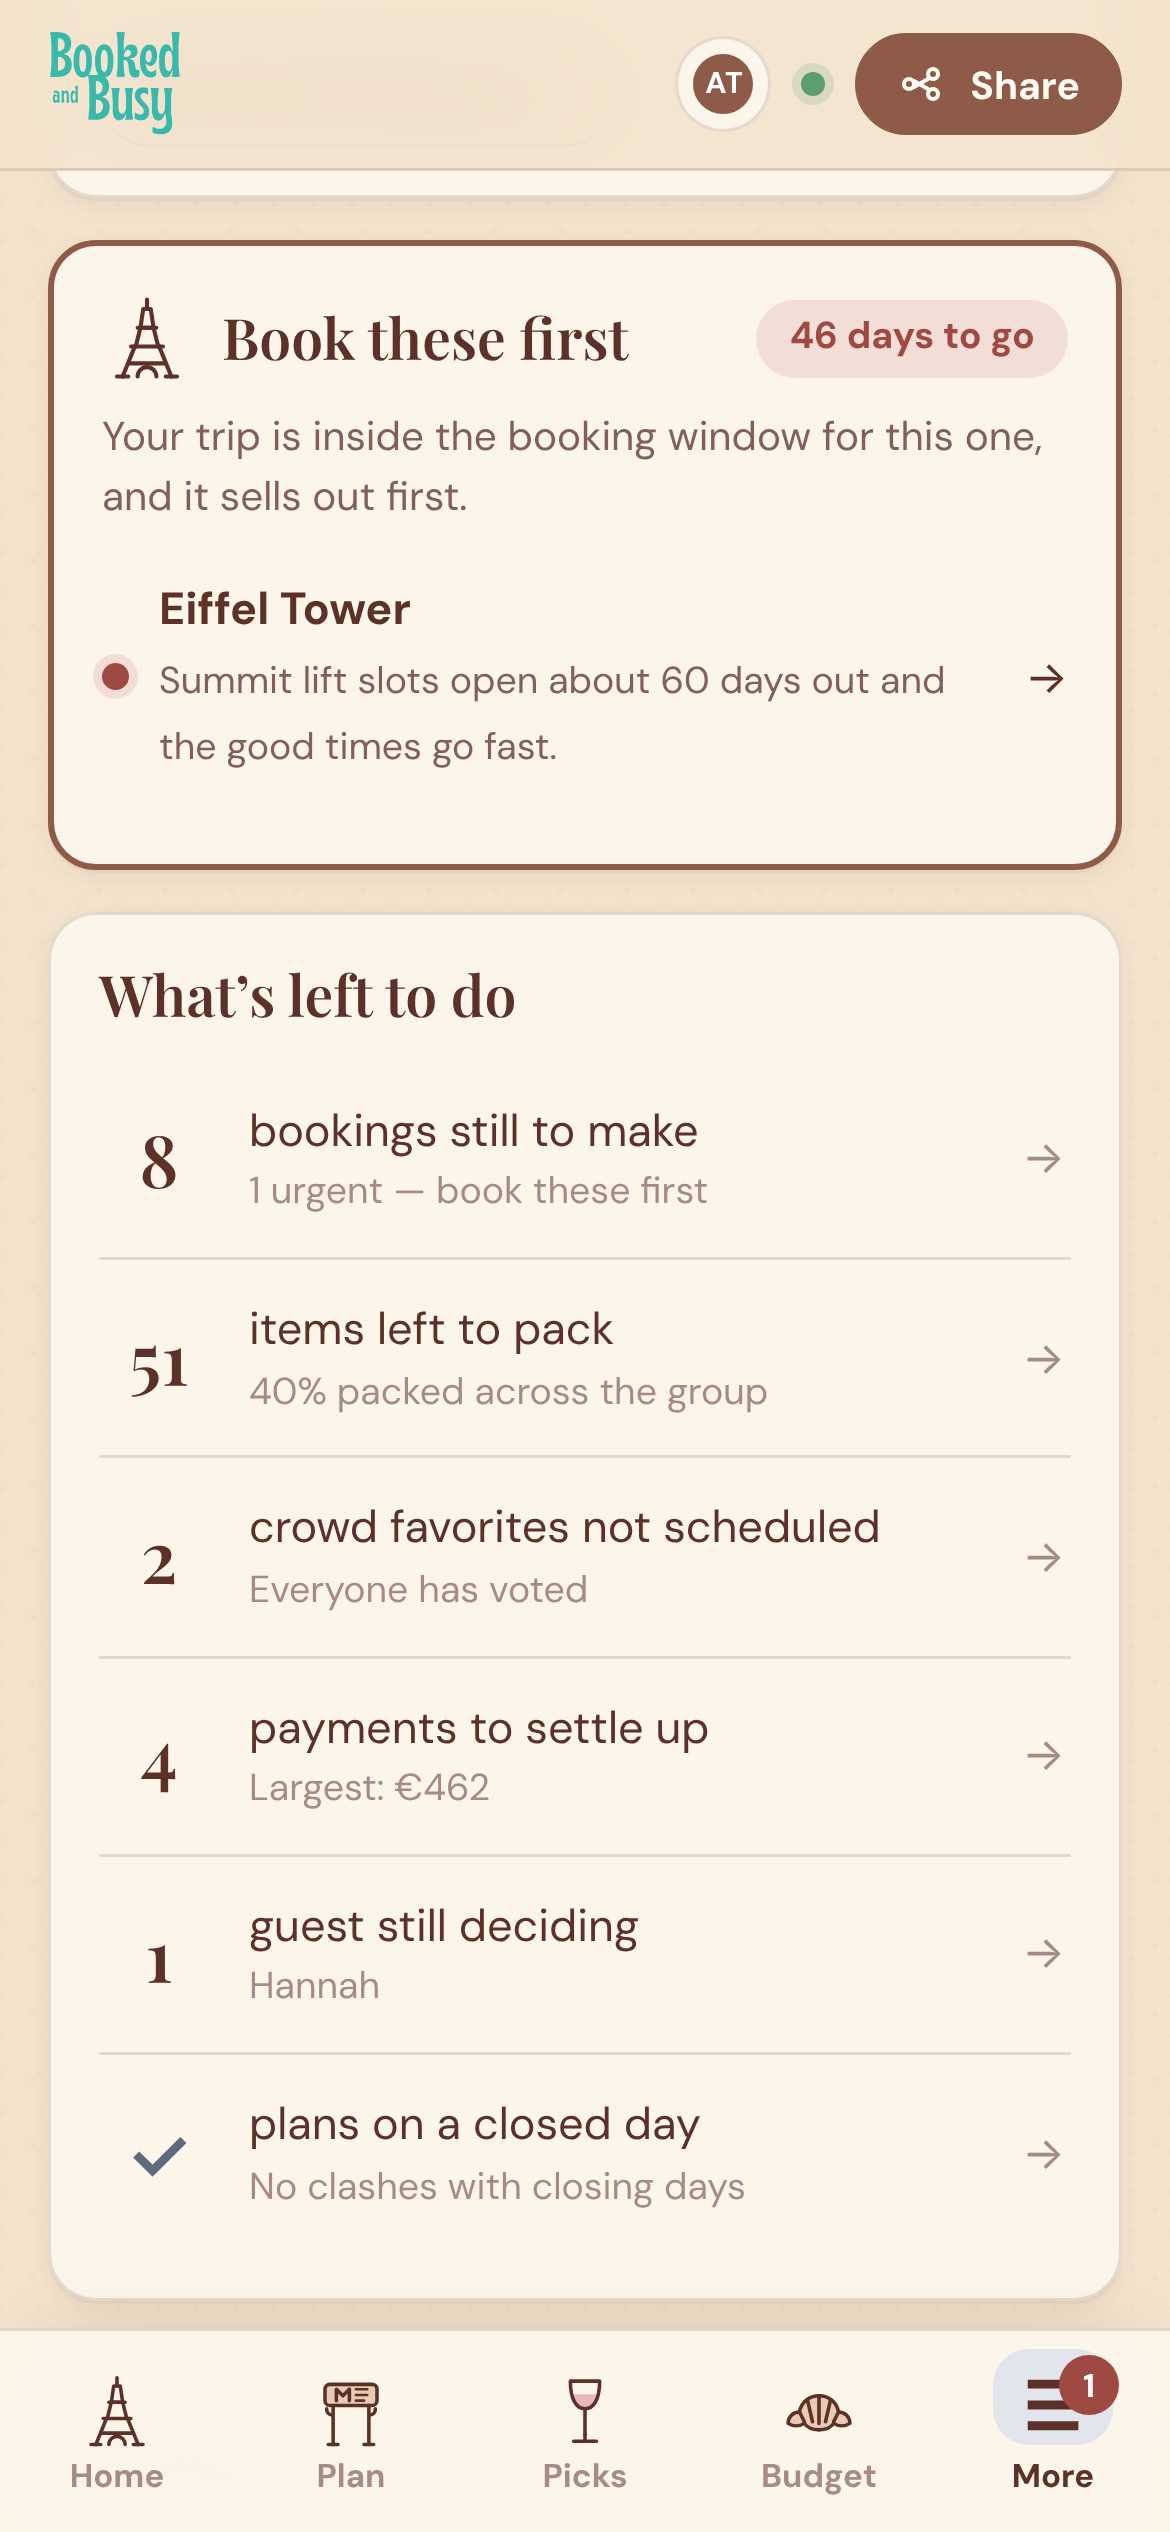 Booked
and Busy
AT
Share
Book these first
46 days to go
Your trip is inside the booking window for this one,
and it sells out first.
Eiffel Tower
Summit lift slots open about 60 days out and
the good times go fast.
What’s left to do
8
bookings still to make
1 urgent — book these first
51
items left to pack
40% packed across the group
2
crowd favorites not scheduled
Everyone has voted
4
payments to settle up
Largest: €462
1
guest still deciding
Hannah
plans on a closed day
No clashes with closing days
M
1
Home
Plan
Picks
Budget
More